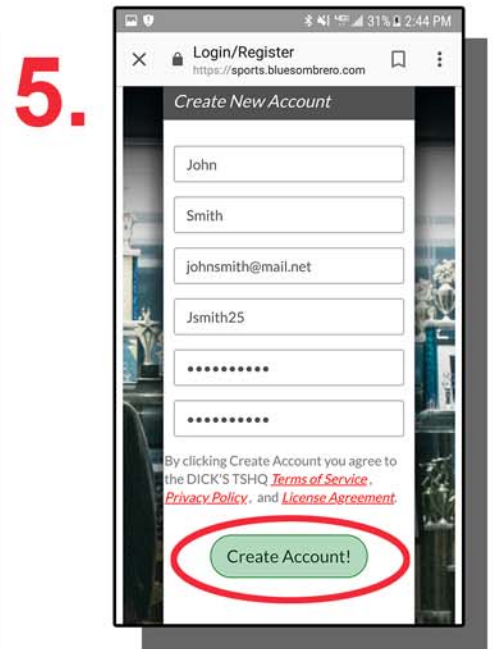 5.
31% 2:44 PM
Login/Register
https://sports.bluesombrero.com
Create New Account
John
Smith
johnsmith@mail.net
Jsmith25
••••••••••
••••••••••
By clicking Create Account you agree to
the DICK'S TSHQ Terms of Service ,
Privacy Policy , and License Agreement.
Create Account!